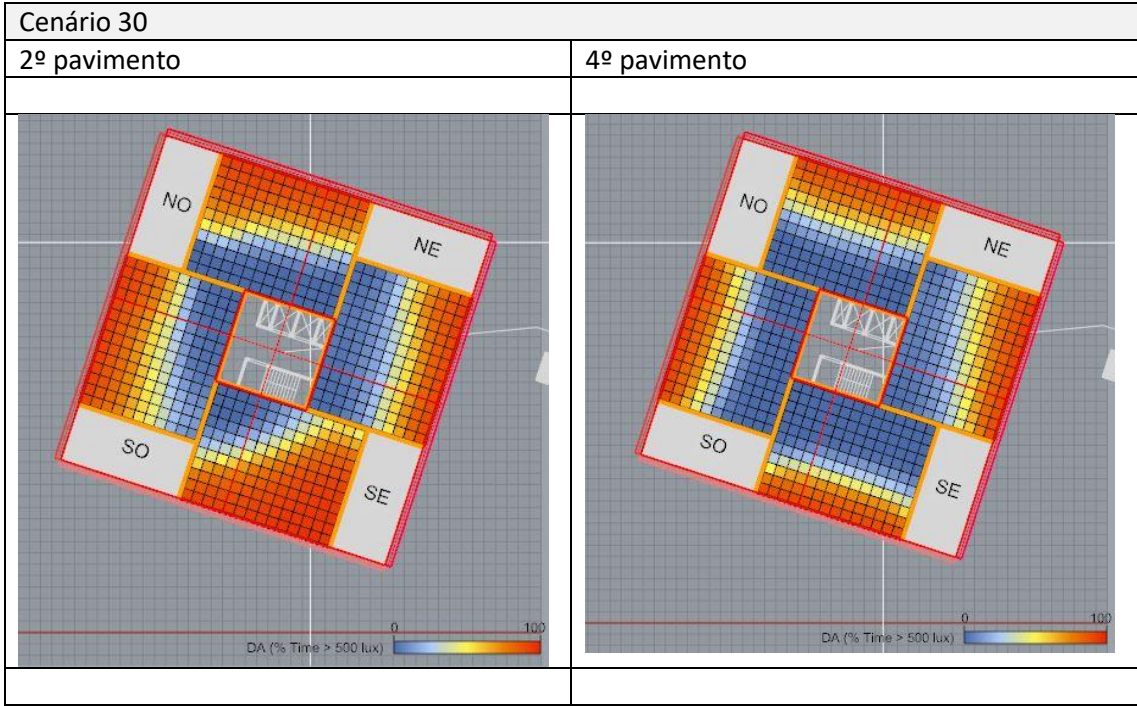 Cenário 30
2º pavimento
4º pavimento
NO
NE
SO
SE
0
100
DA (% Time > 500 lux)
NO
NE
SO
SE
0
100
DA (% Time > 500 lux)